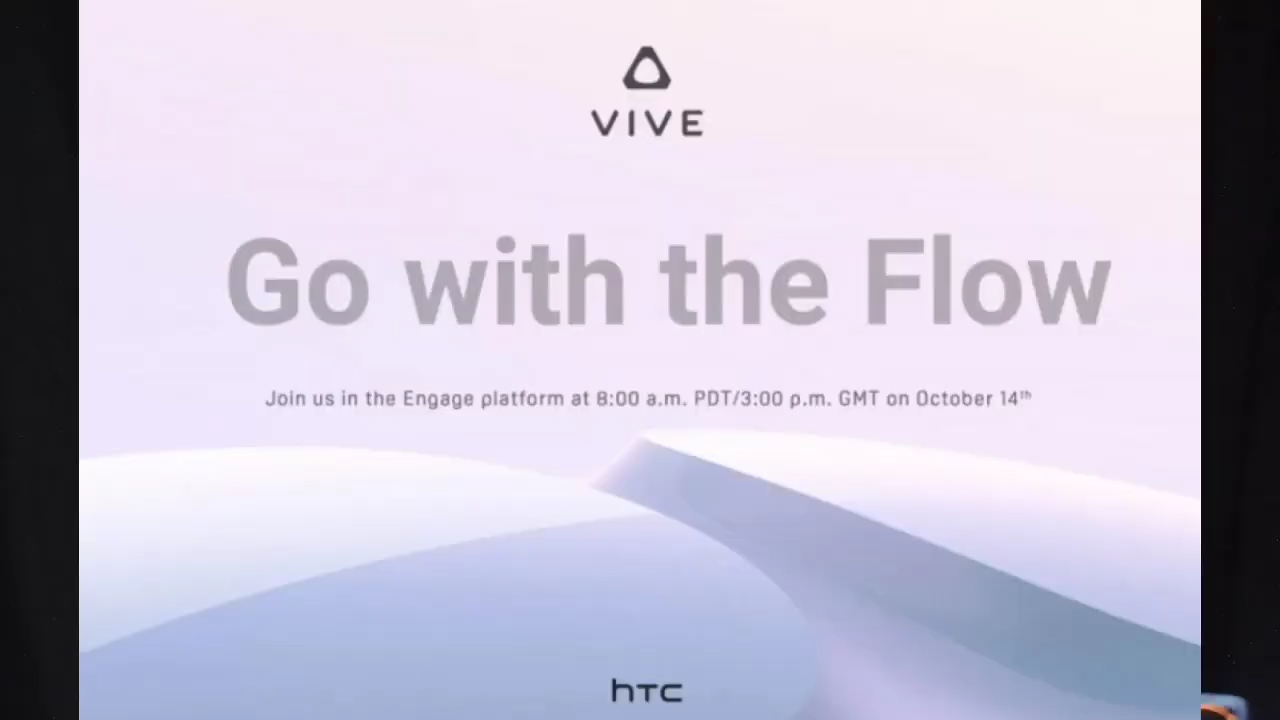 VIVE
Go with the Flow
Join us in the Engage platform at 8:00 a.m. PDT/3:00 p.m. GMT on October 14th
hTC